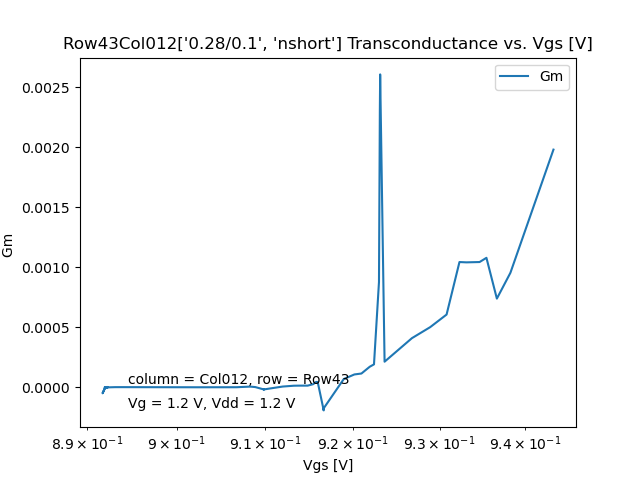 Row43Col012['0.28/0.1', 'nshort'] Transconductance vs. Vgs [V]
Gm
0.0025
0.0020
0.0015
0.0010
0.0005
0.0000
Gm
column = Col012, row = Row43
Vg = 1.2 V, Vdd = 1.2 V
8.9 × 10⁻¹ 9 × 10⁻¹ 9.1 × 10⁻¹ 9.2 × 10⁻¹ 9.3 × 10⁻¹ 9.4 × 10⁻¹
Vgs [V]